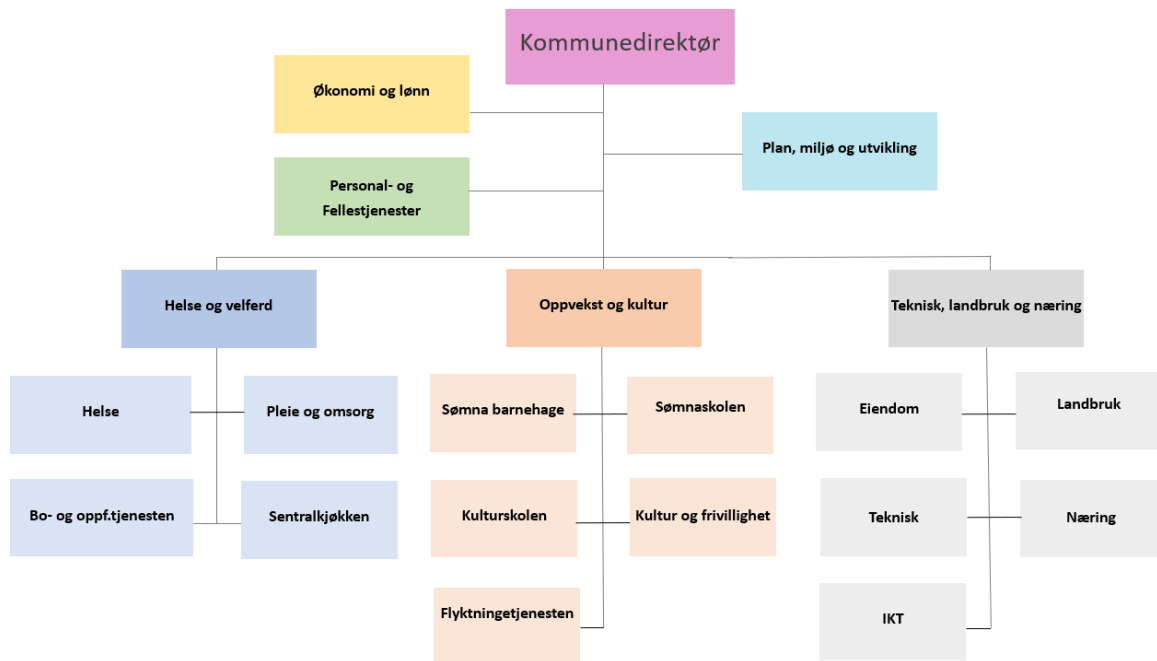 Kommunedirektør
Økonomi og lønn
Plan, miljø og utvikling
Personal- og
Fellestjenester
Helse og velferd
Oppvekst og kultur
Teknisk, landbruk og næring
Helse
Pleie og omsorg
Bo- og oppf.tjenesten
Sentralkjøkken
Sømna barnehage
Sømnaskolen
Kulturskolen
Kultur og frivillighet
Flyktningetjenesten
Eiendom
Landbruk
Teknisk
Næring
IKT